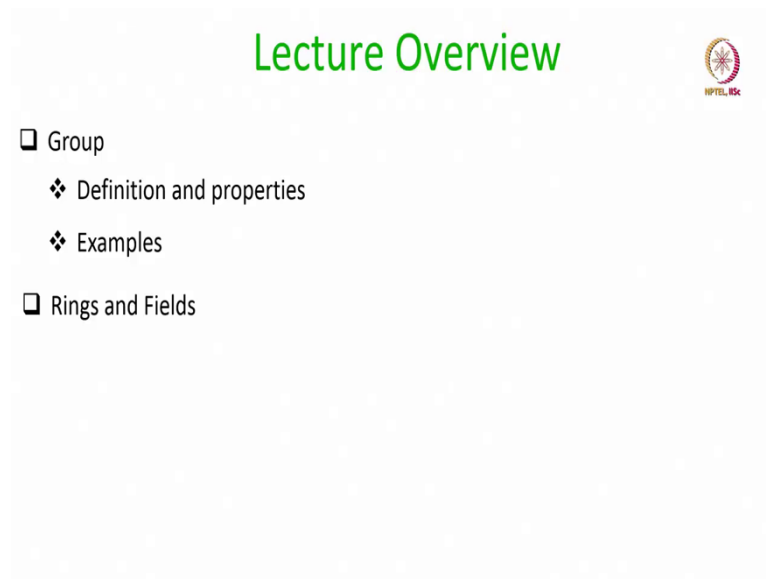 Lecture Overview
NPTEL, IISc
Group
Definition and properties
Examples
Rings and Fields